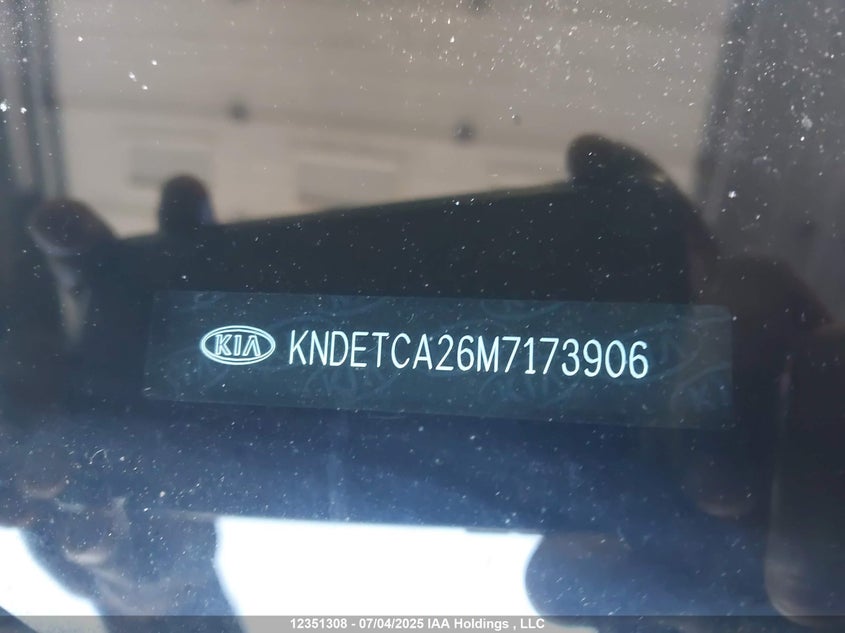 KIA KNDETCA26M7173906
12351308 - 07/04/2025 IAA Holdings , LLC